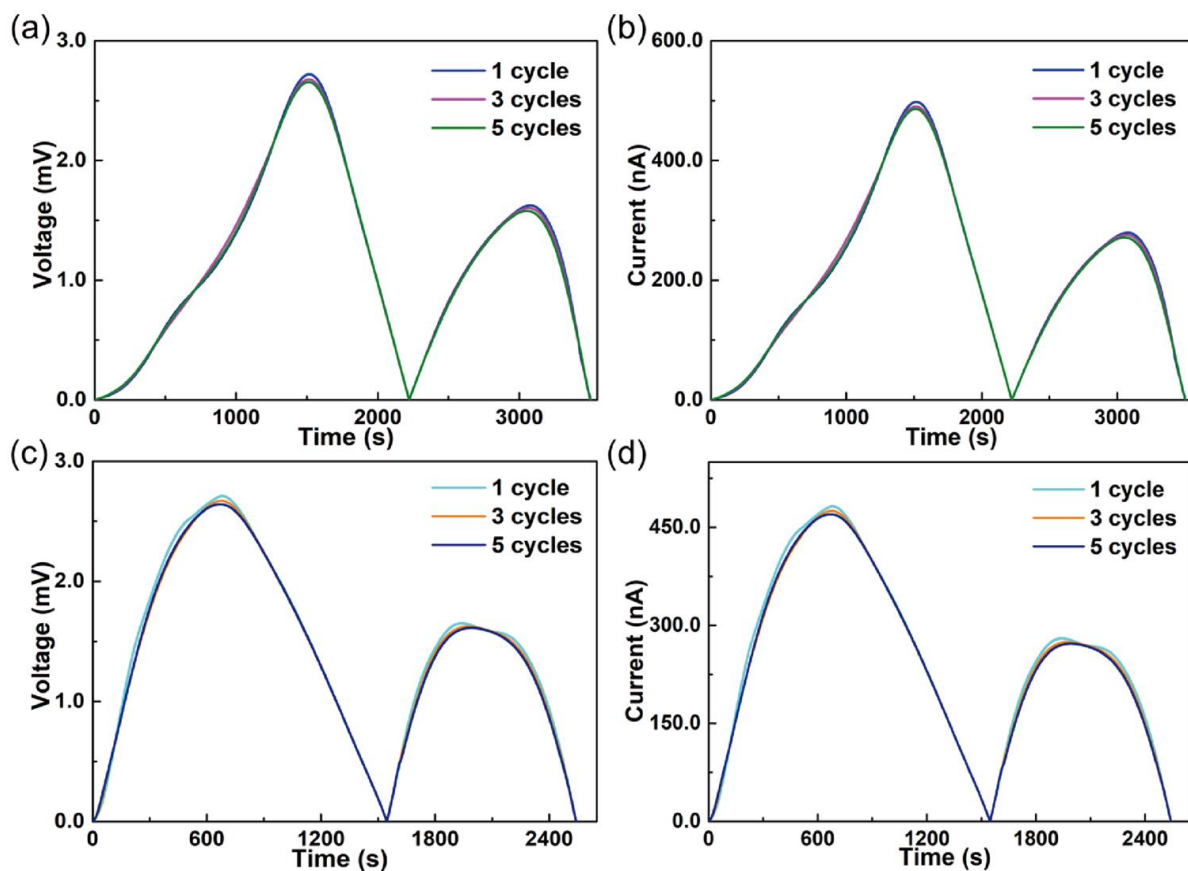 (a)
3.0
2.0
1.0
0.0
Voltage (mV)
1 cycle
3 cycles
5 cycles
0
1000
2000
3000
Time (s)
(b)
600.0
400.0
200.0
0.0
Current (nA)
1 cycle
3 cycles
5 cycles
0
1000
2000
3000
Time (s)
(c)
3.0
2.0
1.0
0.0
Voltage (mV)
1 cycle
3 cycles
5 cycles
0
600
1200
1800
2400
Time (s)
(d)
450.0
300.0
150.0
0.0
Current (nA)
1 cycle
3 cycles
5 cycles
0
600
1200
1800
2400
Time (s)